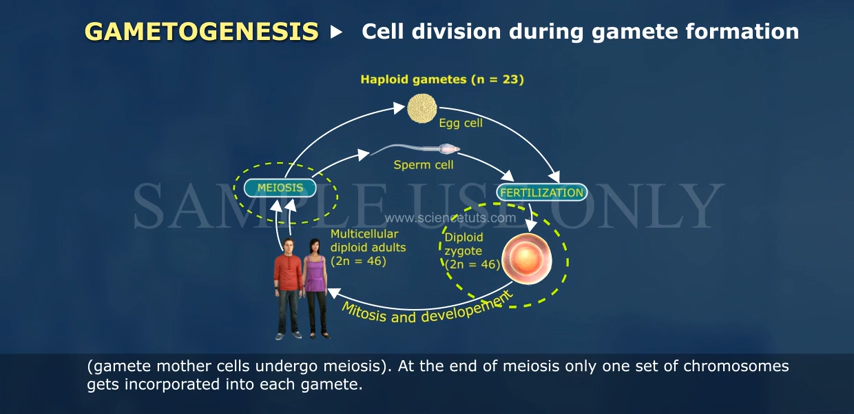 GAMETOGENESIS ▶ Cell division during gamete formation
Haploid gametes (n = 23)
Egg cell
Sperm cell
MEIOSIS
FERTILIZATION
SAMPLE USE ONLY
www.sciencetuts.com
Multicellular
diploid adults
(2n = 46)
Diploid
zygote
(2n = 46)
Mitosis and developement
(gamete mother cells undergo meiosis). At the end of meiosis only one set of chromosomes
gets incorporated into each gamete.